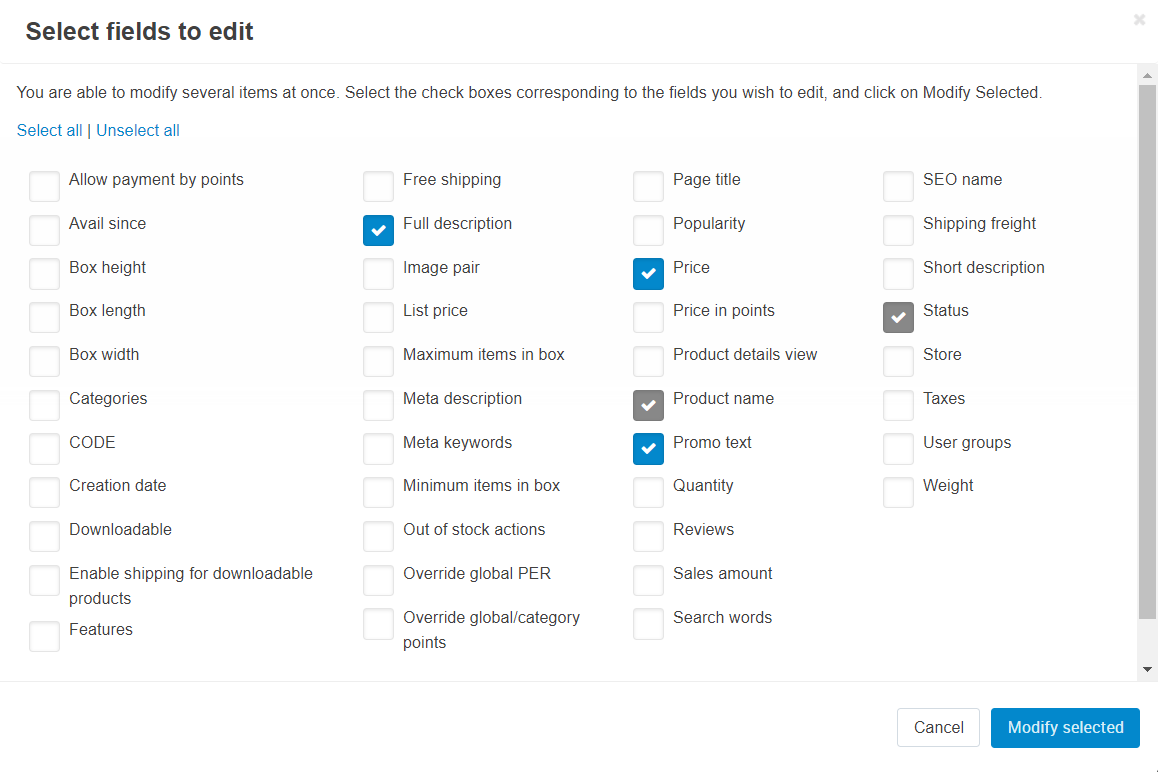 Select fields to edit
You are able to modify several items at once. Select the check boxes corresponding to the fields you wish to edit, and click on Modify Selected.
Select all | Unselect all
Allow payment by points
Avail since
Box height
Box length
Box width
Categories
CODE
Creation date
Downloadable
Enable shipping for downloadable
products
Features
Free shipping
Full description
Image pair
List price
Maximum items in box
Meta description
Meta keywords
Minimum items in box
Out of stock actions
Override global PER
Override global/category
points
Page title
Popularity
Price
Price in points
Product details view
Product name
Promo text
Quantity
Reviews
Sales amount
Search words
SEO name
Shipping freight
Short description
Status
Store
Taxes
User groups
Weight
Cancel
Modify selected